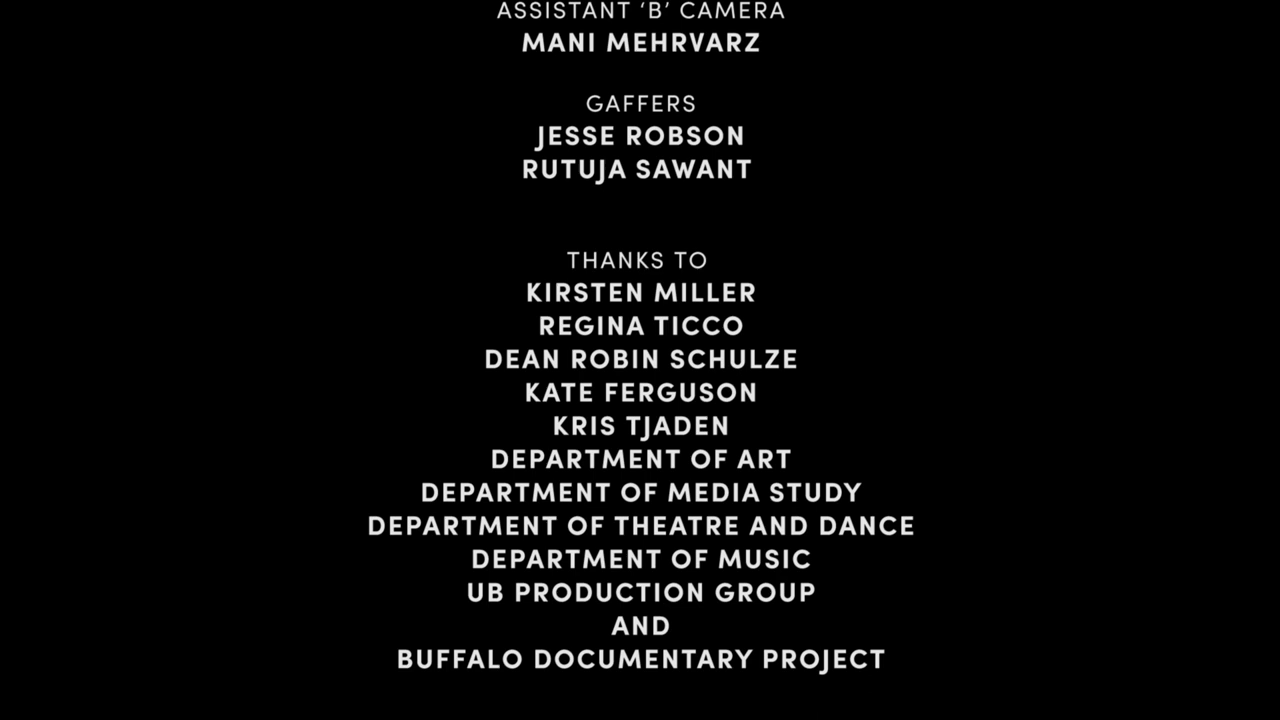 ASSISTANT ‘B’ CAMERA
MANI MEHRVARZ
GAFFERS
JESSE ROBSON
RUTUJA SAWANT
THANKS TO
KIRSTEN MILLER
REGINA TICCO
DEAN ROBIN SCHULZE
KATE FERGUSON
KRIS TJADEN
DEPARTMENT OF ART
DEPARTMENT OF MEDIA STUDY
DEPARTMENT OF THEATRE AND DANCE
DEPARTMENT OF MUSIC
UB PRODUCTION GROUP
AND
BUFFALO DOCUMENTARY PROJECT